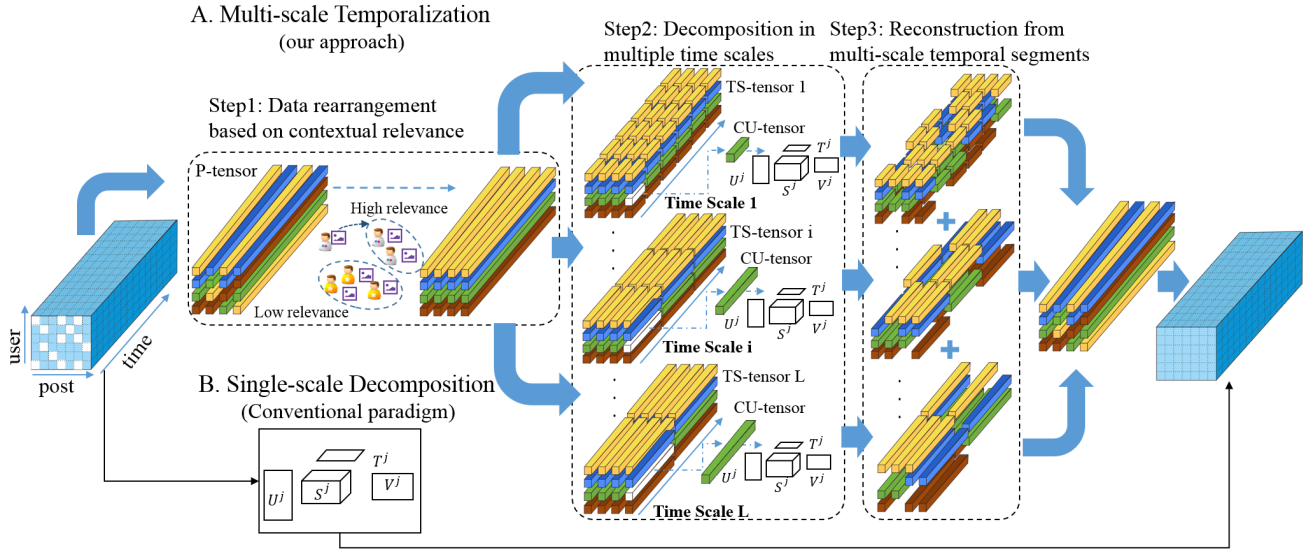 A. Multi-scale Temporalization
(our approach)
Step1: Data rearrangement
based on contextual relevance
P-tensor
High relevance
Low relevance
user
post
time
Step2: Decomposition in
multiple time scales
TS-tensor 1
CU-tensor
U^j
S^j
T^j
V^j
Time Scale 1
TS-tensor i
CU-tensor
U^j
S^j
T^j
V^j
Time Scale i
TS-tensor L
CU-tensor
U^j
S^j
T^j
V^j
Time Scale L
Step3: Reconstruction from
multi-scale temporal segments
+
+
B. Single-scale Decomposition
(Conventional paradigm)
U^j
S^j
T^j
V^j